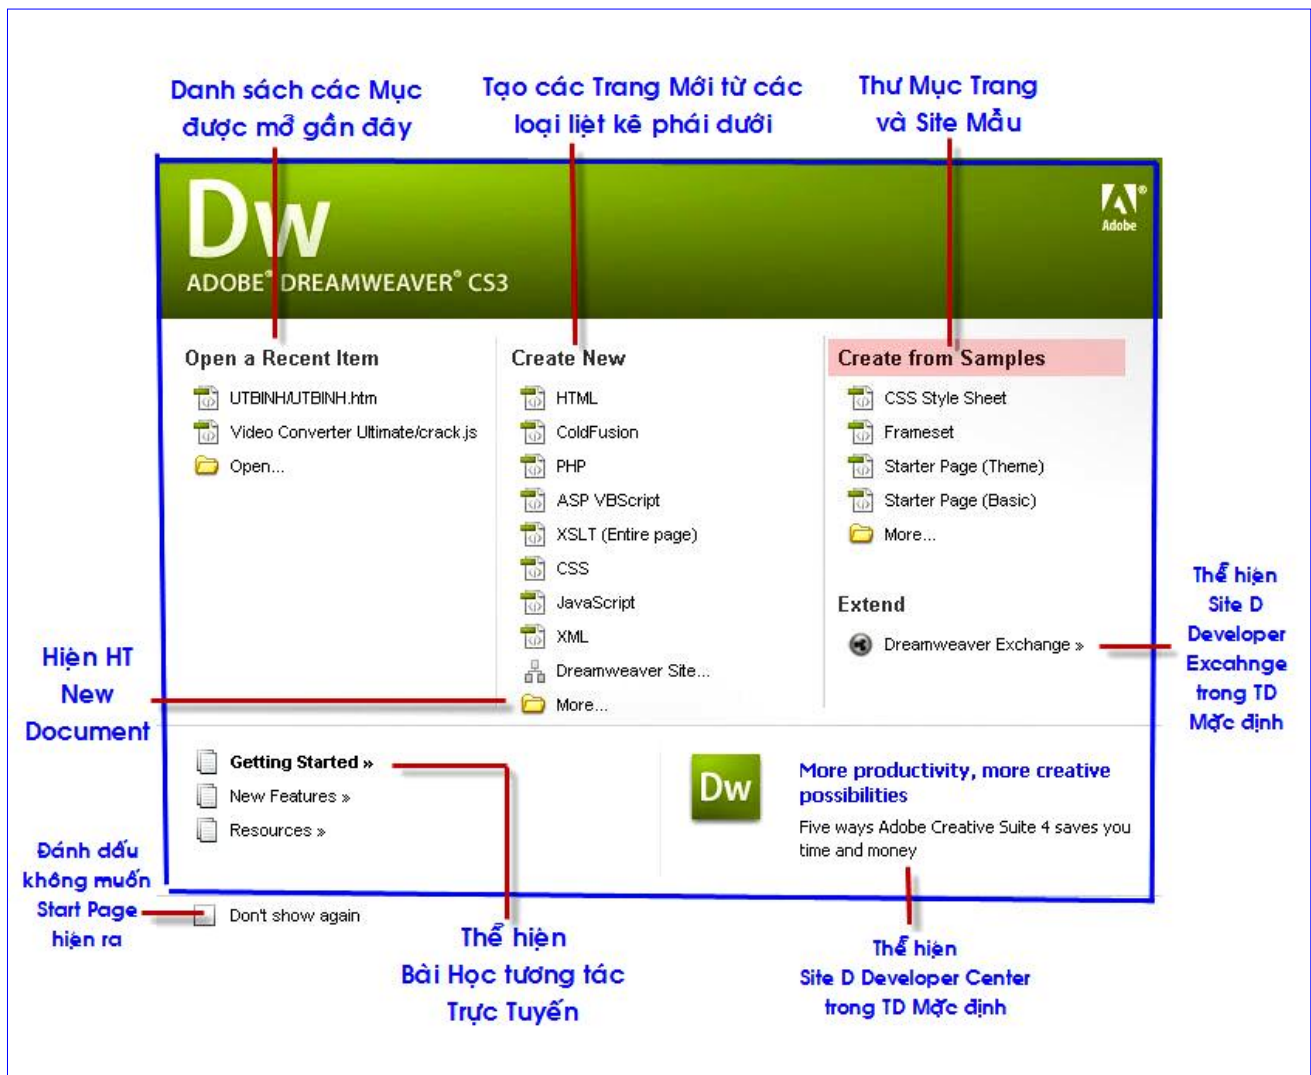 Danh sách các Mục
được mở gần đây
Tạo các Trang Mới từ các
loại liệt kê phái dưới
Thư Mục Trang
và Site Mẫu
Dw
ADOBE® DREAMWEAVER® CS3
Adobe
Open a Recent Item
UTBINH/UTBINH.htm
Video Converter Ultimate/crack.js
Open...
Create New
HTML
ColdFusion
PHP
ASP VBScript
XSLT (Entire page)
CSS
JavaScript
XML
Dreamweaver Site...
More...
Create from Samples
CSS Style Sheet
Frameset
Starter Page (Theme)
Starter Page (Basic)
More...
Extend
Dreamweaver Exchange »
Thể hiện
Site D
Developer
Excahnge
trong TD
Mặc định
Hiện HT
New
Document
Getting Started »
New Features »
Resources »
Dw
More productivity, more creative
possibilities
Five ways Adobe Creative Suite 4 saves you
time and money
Đánh dấu
không muốn
Start Page
hiện ra
Don't show again
Thể hiện
Bài Học tương tác
Trực Tuyến
Thể hiện
Site D Developer Center
trong TD Mặc định